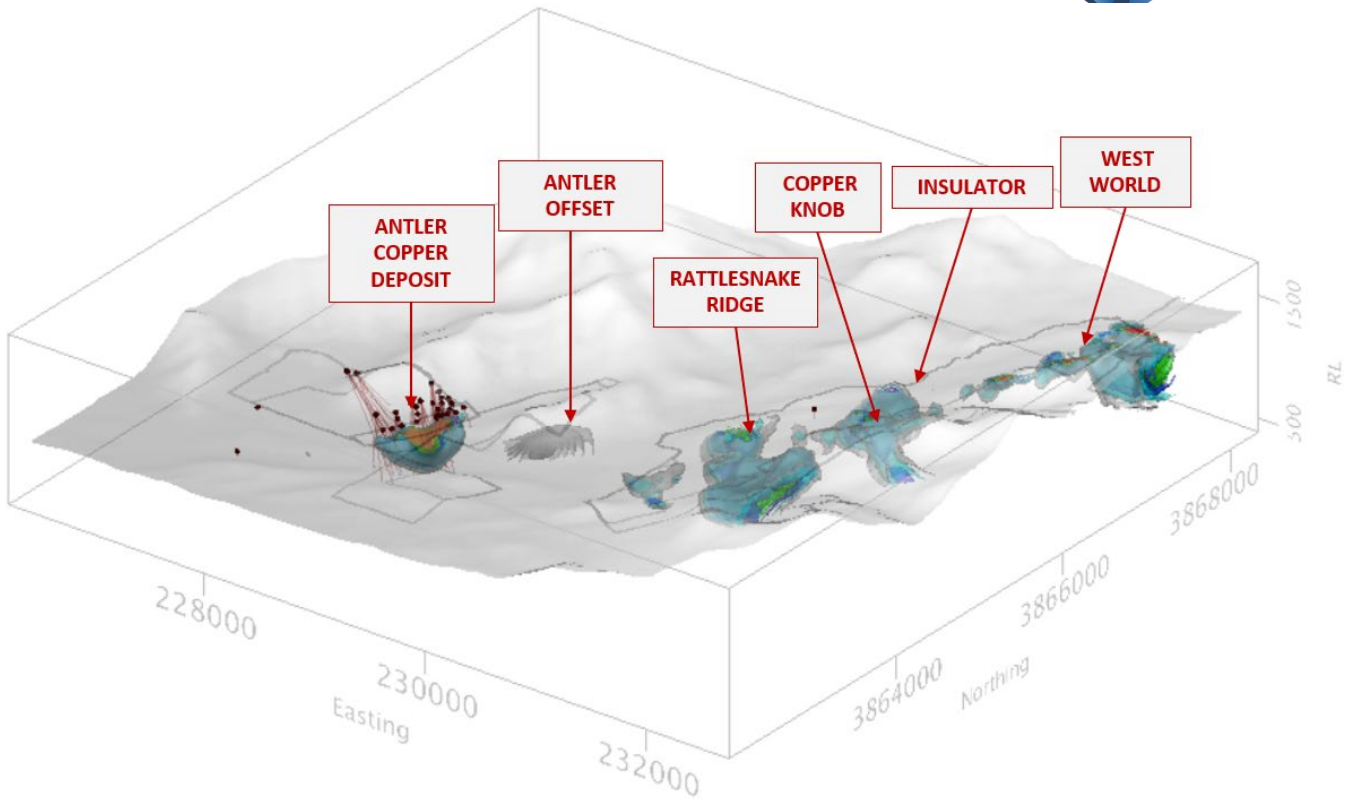 WEST
WORLD
COPPER
KNOB
INSULATOR
ANTLER
OFFSET
ANTLER
COPPER
DEPOSIT
RATTLESNAKE
RIDGE
1500
RL
500
3868000
3866000
3864000
Northing
228000
230000
Easting
232000